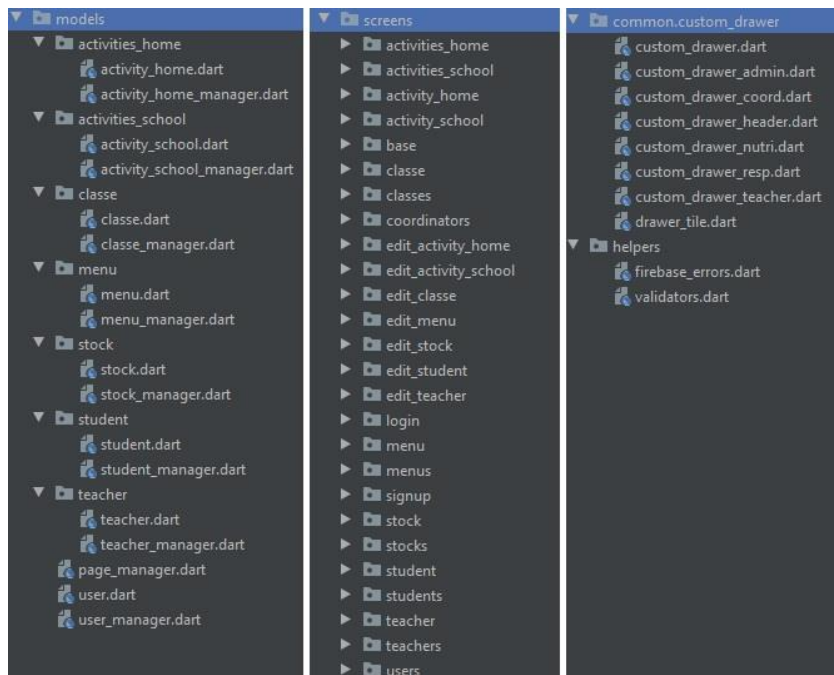 models
activities_home
activity_home.dart
activity_home_manager.dart
activities_school
activity_school.dart
activity_school_manager.dart
classe
classe.dart
classe_manager.dart
menu
menu.dart
menu_manager.dart
stock
stock.dart
stock_manager.dart
student
student.dart
student_manager.dart
teacher
teacher.dart
teacher_manager.dart
page_manager.dart
user.dart
user_manager.dart
screens
activities_home
activities_school
activity_home
activity_school
base
classe
classes
coordinators
edit_activity_home
edit_activity_school
edit_classe
edit_menu
edit_stock
edit_student
edit_teacher
login
menu
menus
signup
stock
stocks
student
students
teacher
teachers
users
common.custom_drawer
custom_drawer.dart
custom_drawer_admin.dart
custom_drawer_coord.dart
custom_drawer_header.dart
custom_drawer_nutri.dart
custom_drawer_resp.dart
custom_drawer_teacher.dart
drawer_tile.dart
helpers
firebase_errors.dart
validators.dart